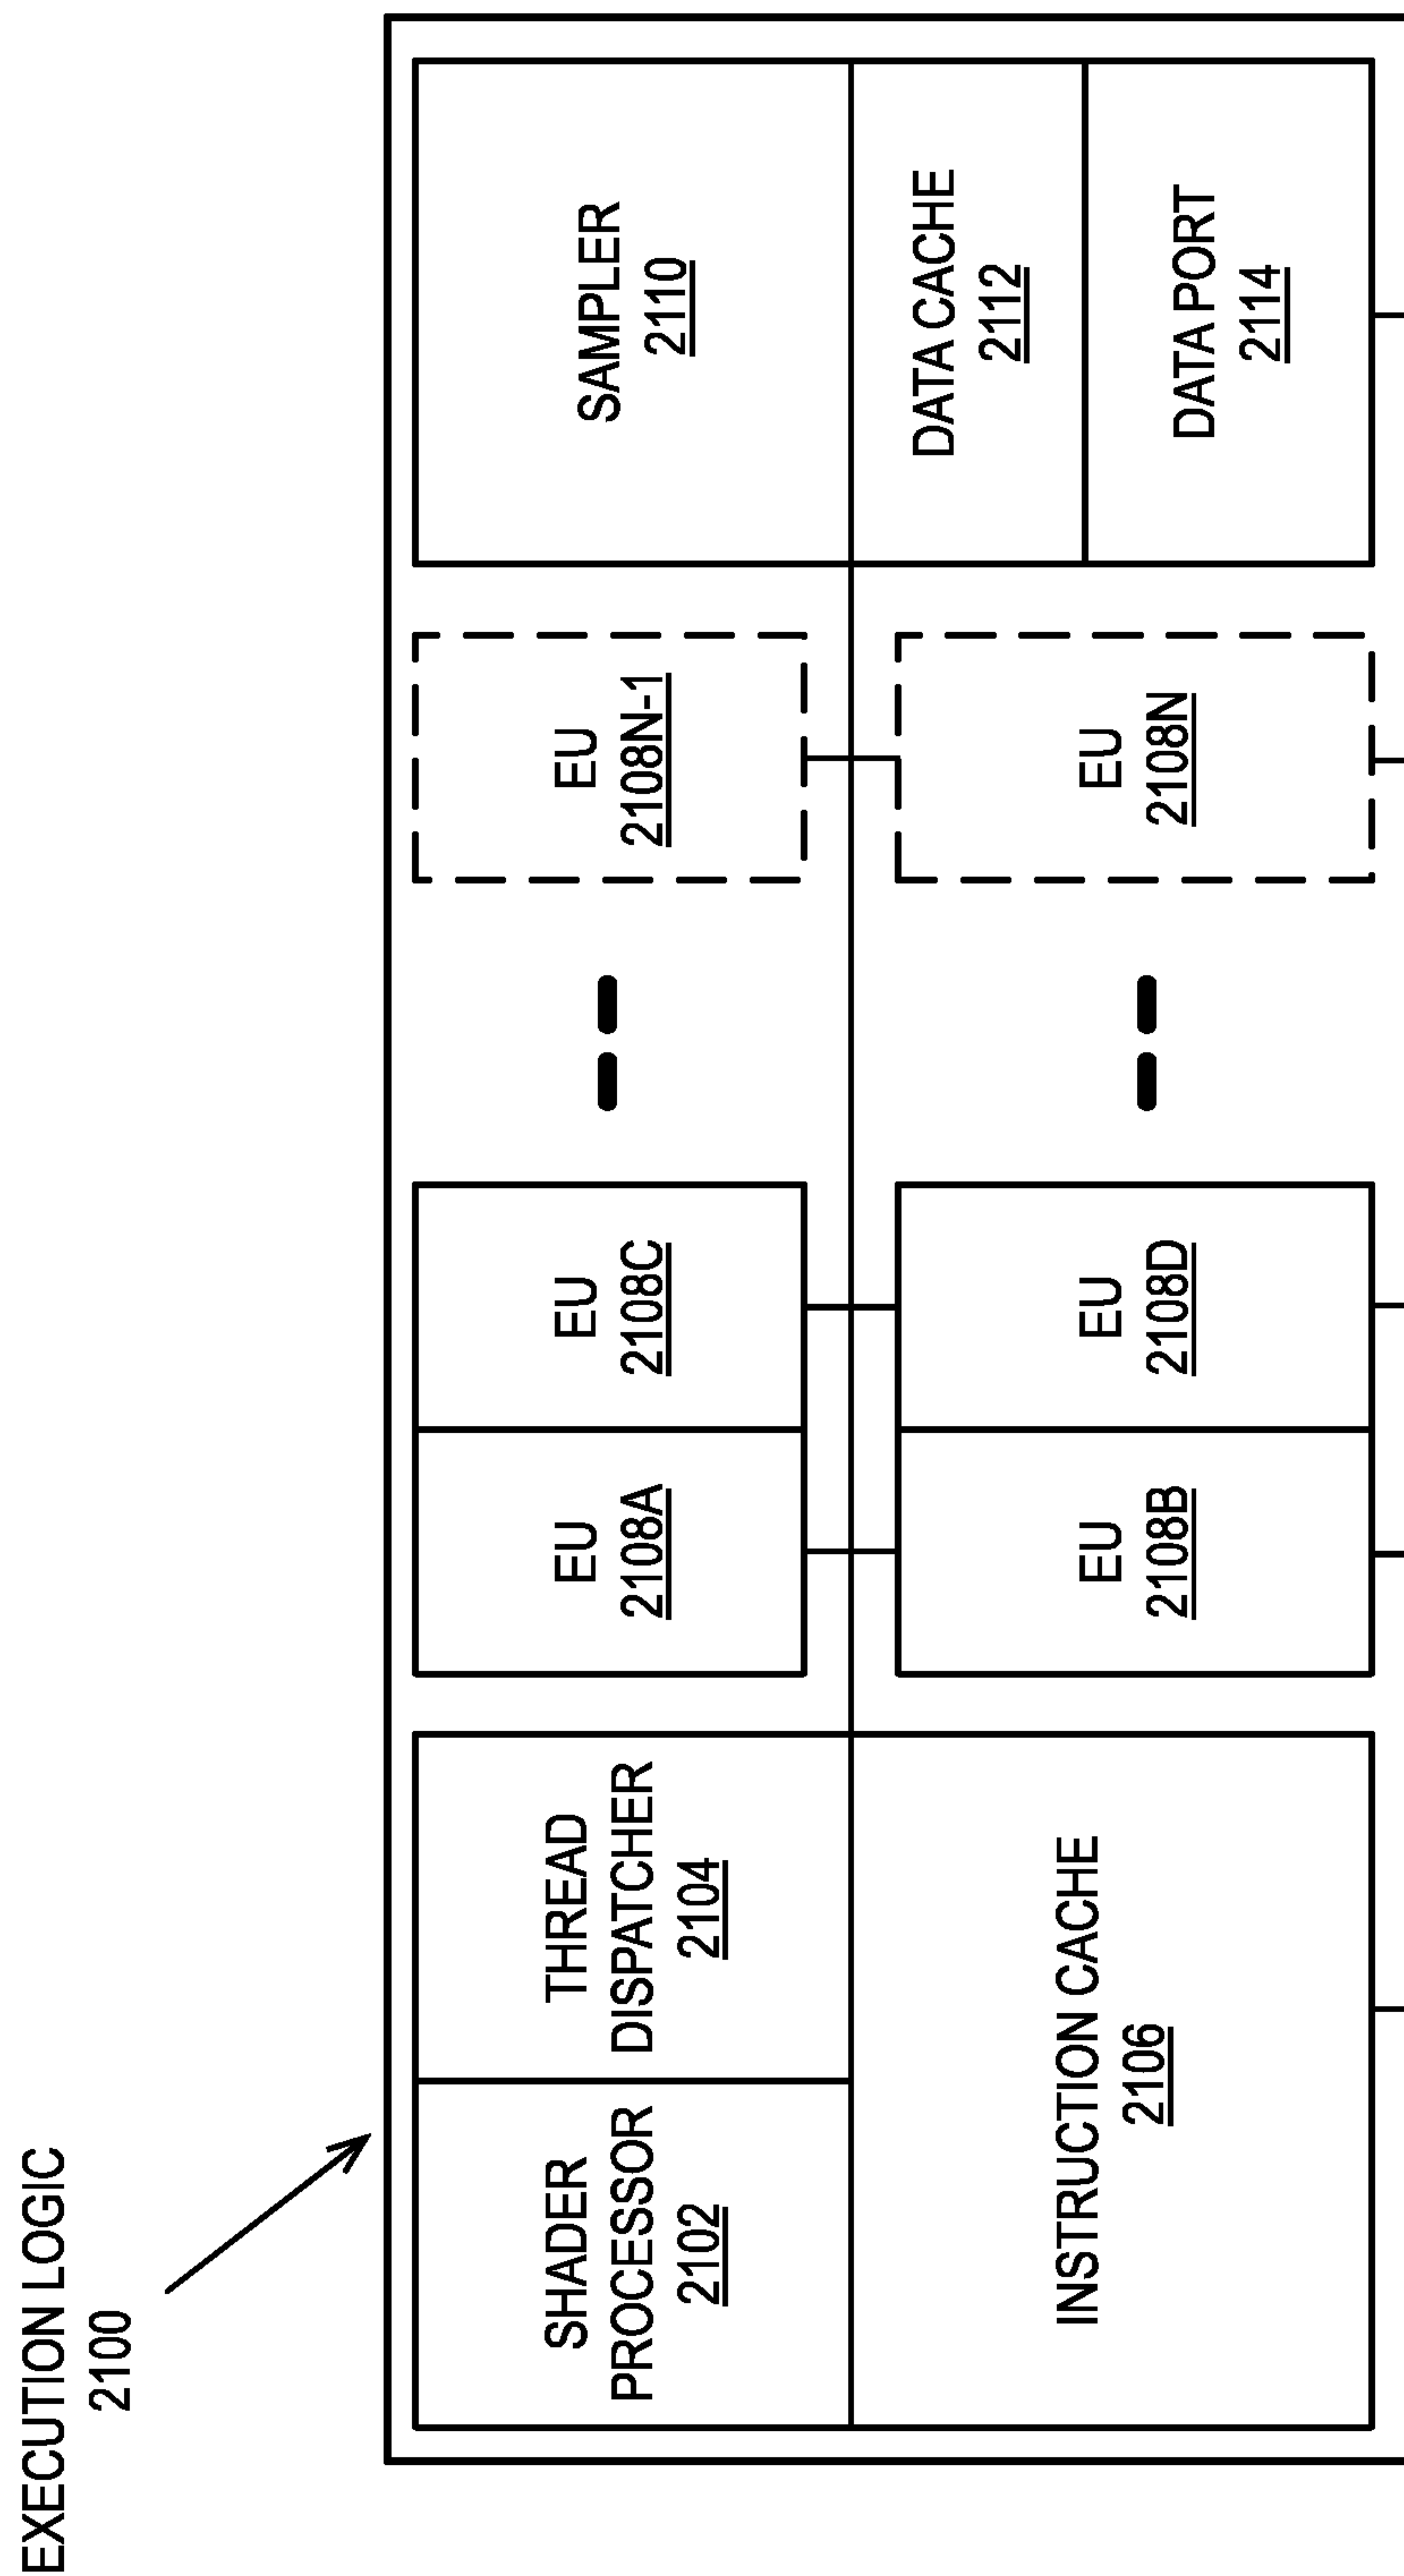 EXECUTION LOGIC
2100
SHADER
PROCESSOR
2102
THREAD
DISPATCHER
2104
INSTRUCTION CACHE
2106
EU
2108A
EU
2108C
EU
2108B
EU
2108D
EU
2108N-1
EU
2108N
SAMPLER
2110
DATA CACHE
2112
DATA PORT
2114